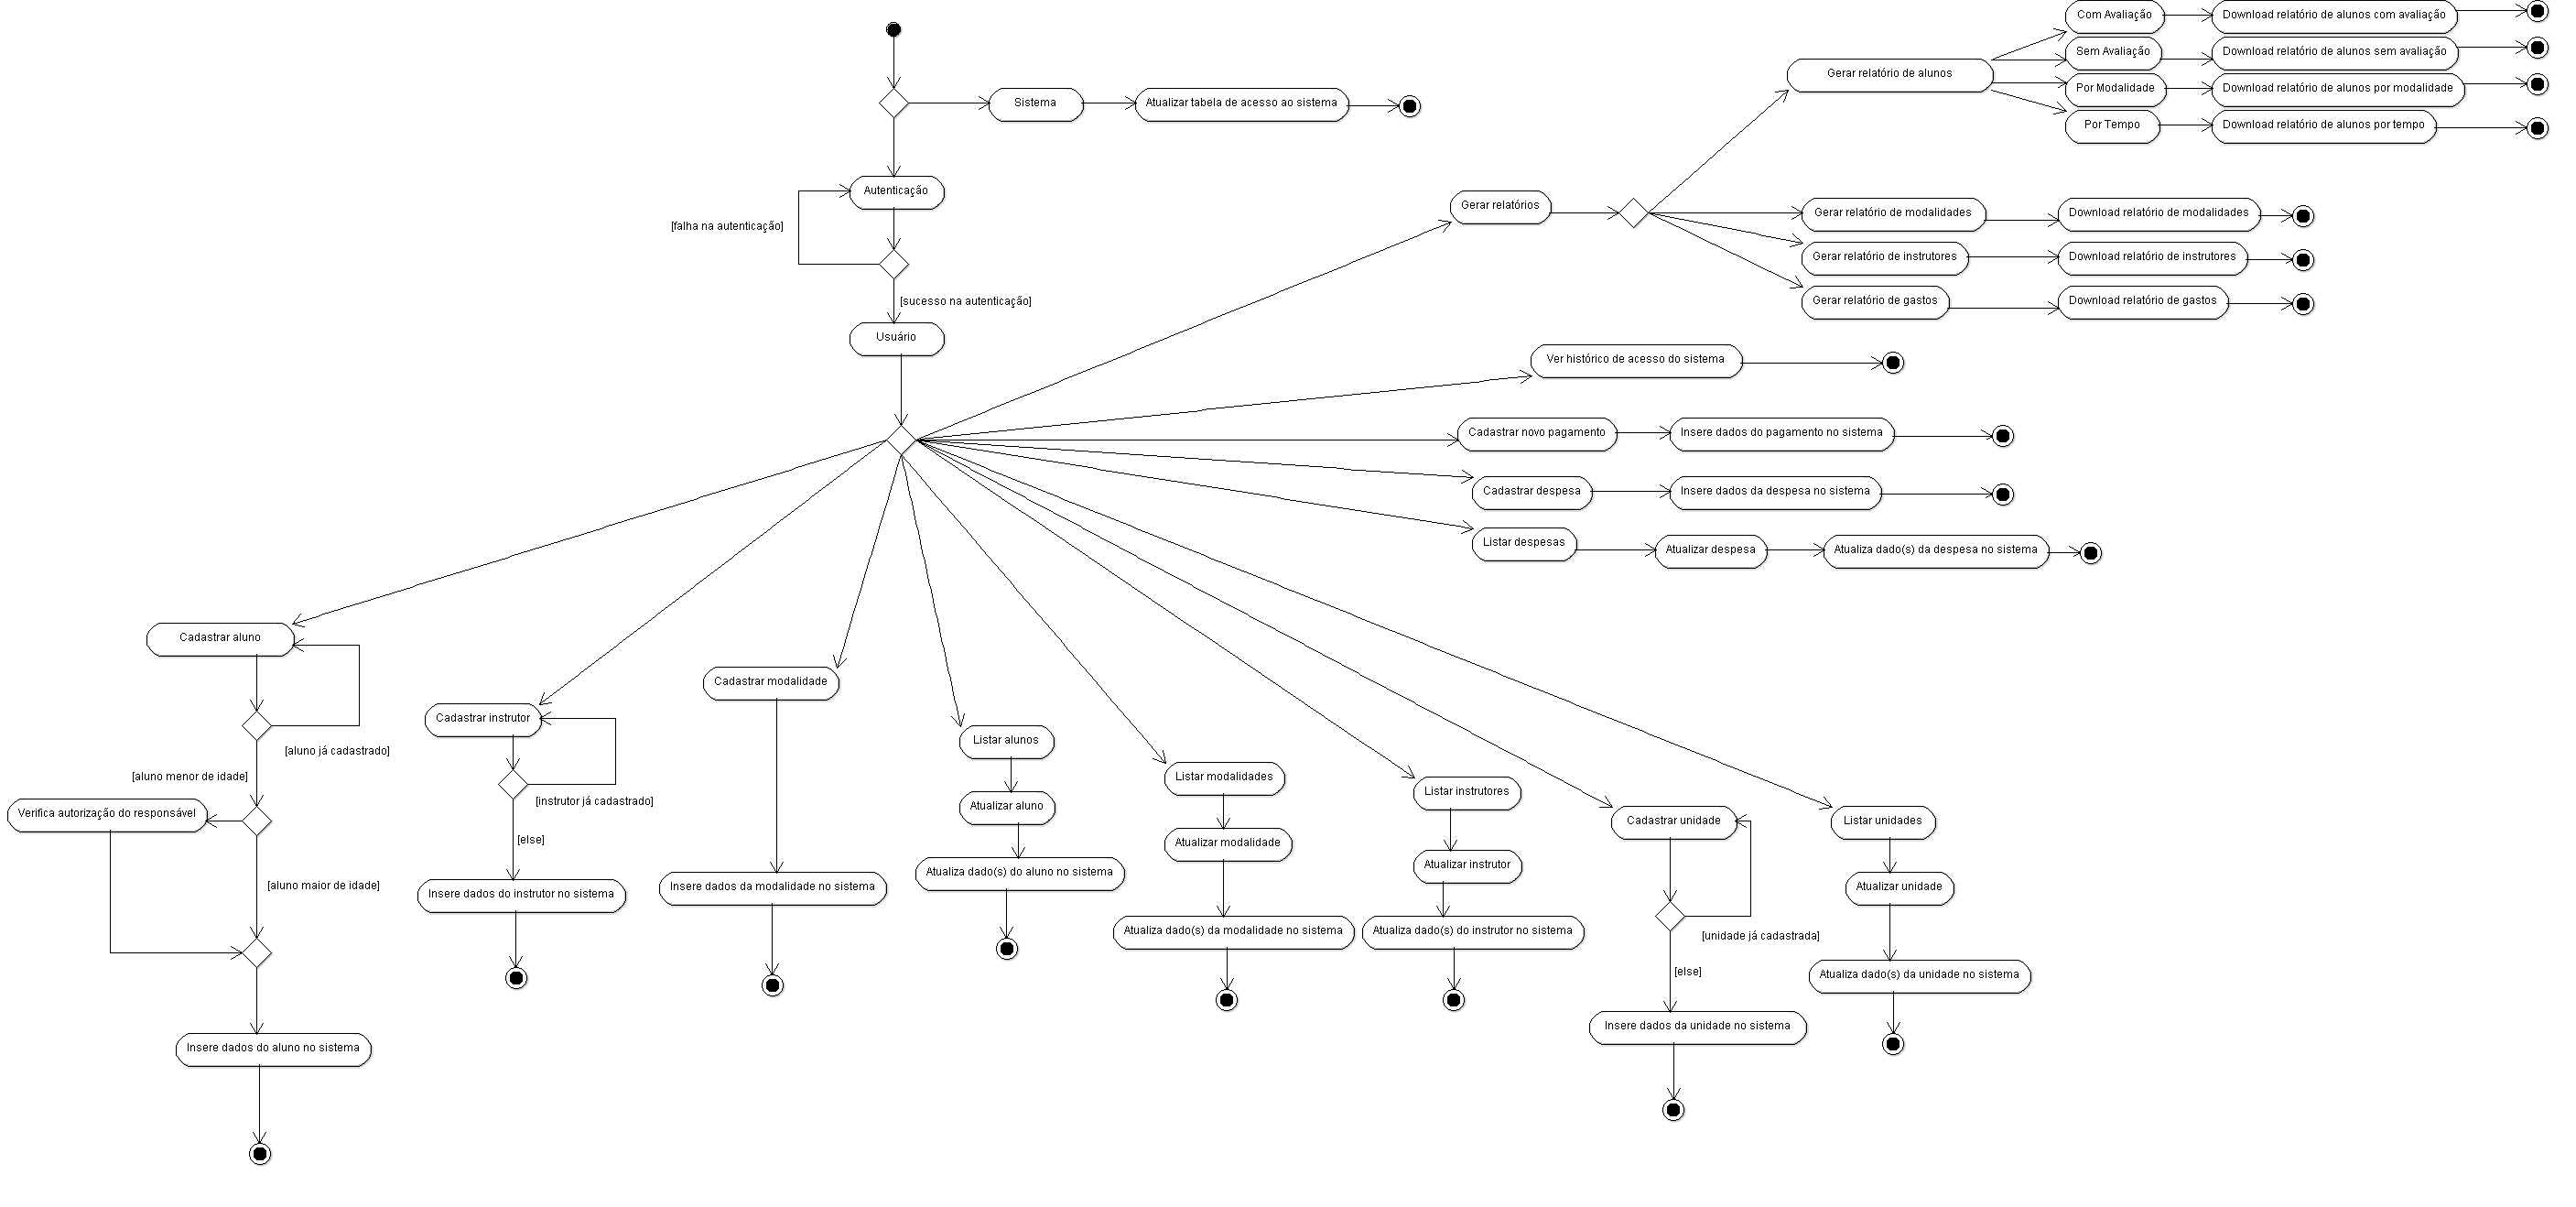 Com Avaliação
Download relatório de alunos com avaliação
Sem Avaliação
Download relatório de alunos sem avaliação
Gerar relatório de alunos
Por Modalidade
Download relatório de alunos por modalidade
Por Tempo
Download relatório de alunos por tempo
Sistema
Atualizar tabela de acesso ao sistema
Autenticação
[falha na autenticação]
[sucesso na autenticação]
Usuário
Gerar relatórios
Gerar relatório de modalidades
Download relatório de modalidades
Gerar relatório de instrutores
Download relatório de instrutores
Gerar relatório de gastos
Download relatório de gastos
Ver histórico de acesso do sistema
Cadastrar novo pagamento
Insere dados do pagamento no sistema
Cadastrar despesa
Insere dados da despesa no sistema
Listar despesas
Atualizar despesa
Atualiza dado(s) da despesa no sistema
Cadastrar aluno
[aluno já cadastrado]
[aluno menor de idade]
Verifica autorização do responsável
[aluno maior de idade]
Insere dados do aluno no sistema
Cadastrar instrutor
[instrutor já cadastrado]
[else]
Insere dados do instrutor no sistema
Cadastrar modalidade
Insere dados da modalidade no sistema
Listar alunos
Atualizar aluno
Atualiza dado(s) do aluno no sistema
Listar modalidades
Atualizar modalidade
Atualiza dado(s) da modalidade no sistema
Listar instrutores
Atualizar instrutor
Atualiza dado(s) do instrutor no sistema
Cadastrar unidade
[unidade já cadastrada]
[else]
Insere dados da unidade no sistema
Listar unidades
Atualizar unidade
Atualiza dado(s) da unidade no sistema